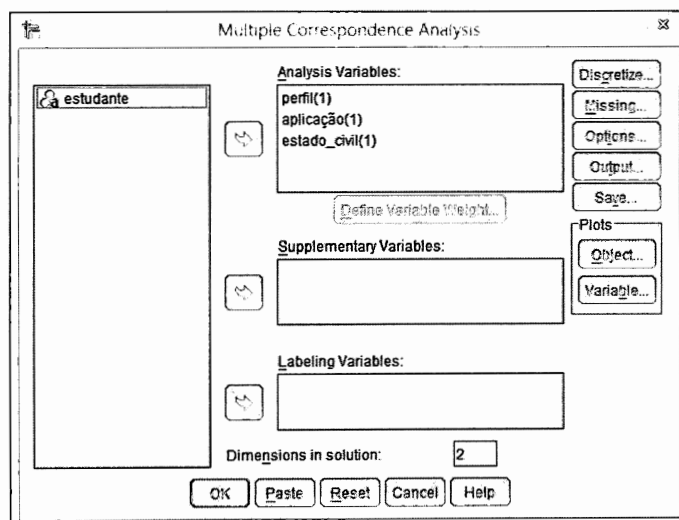 Multiple Correspondence Analysis
estudante
Analysis Variables:
perfil(1)
aplicação(1)
estado_civil(1)
Define Variable Weight...
Supplementary Variables:
Labeling Variables:
Dimensions in solution: 2
Discretize...
Missing...
Options...
Output...
Save...
Plots
Object...
Variable...
OK Paste Reset Cancel Help